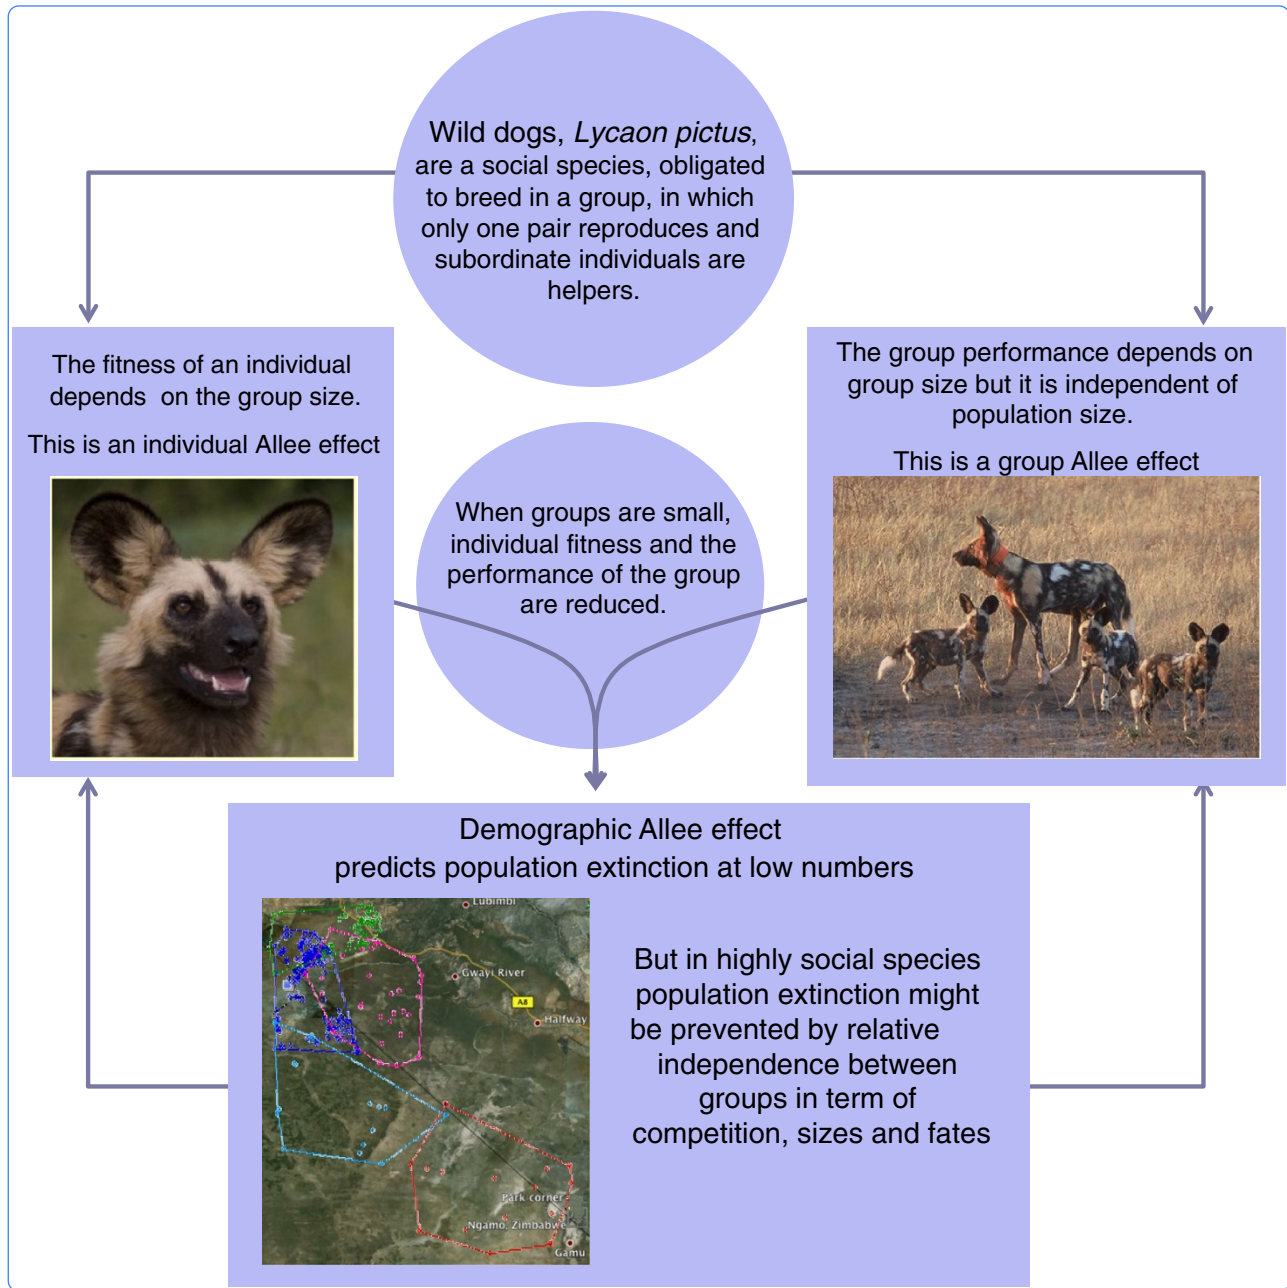 Wild dogs, Lycaon pictus,
are a social species, obligated
to breed in a group, in which
only one pair reproduces and
subordinate individuals are
helpers.
The fitness of an individual
depends on the group size.
This is an individual Allee effect
The group performance depends on
group size but it is independent of
population size.
This is a group Allee effect
When groups are small,
individual fitness and the
performance of the group
are reduced.
Demographic Allee effect
predicts population extinction at low numbers
Lubimbi
Gwayi River
A8
Halfway
Park corner
Ngamo, Zimbabwe
Gamu
But in highly social species
population extinction might
be prevented by relative
independence between
groups in term of
competition, sizes and fates